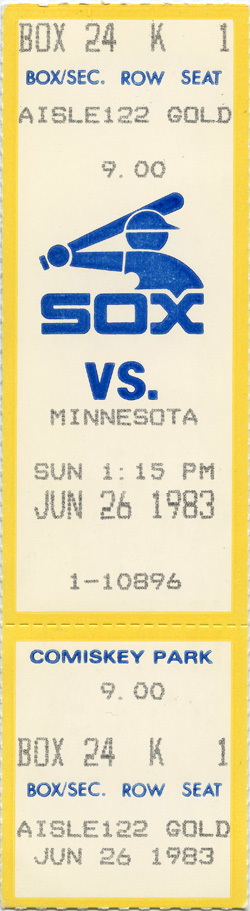 BOX 24 K 1
BOX/SEC. ROW SEAT
AISLE122 GOLD
9.00
SOX
VS.
MINNESOTA
SUN 1:15 PM
JUN 26 1983
1-10896
COMISKEY PARK
9.00
BOX 24 K 1
BOX/SEC. ROW SEAT
AISLE122 GOLD
JUN 26 1983